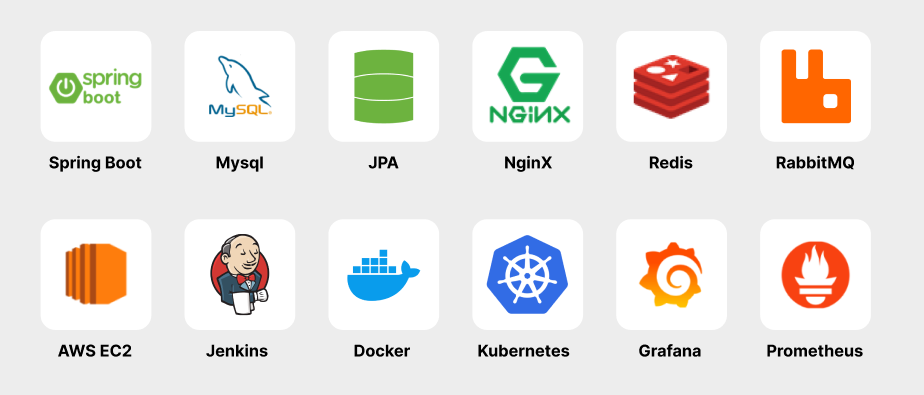 spring
boot
MySQL
NGiNX
Spring Boot
Mysql
JPA
NginX
Redis
RabbitMQ
AWS EC2
Jenkins
Docker
Kubernetes
Grafana
Prometheus